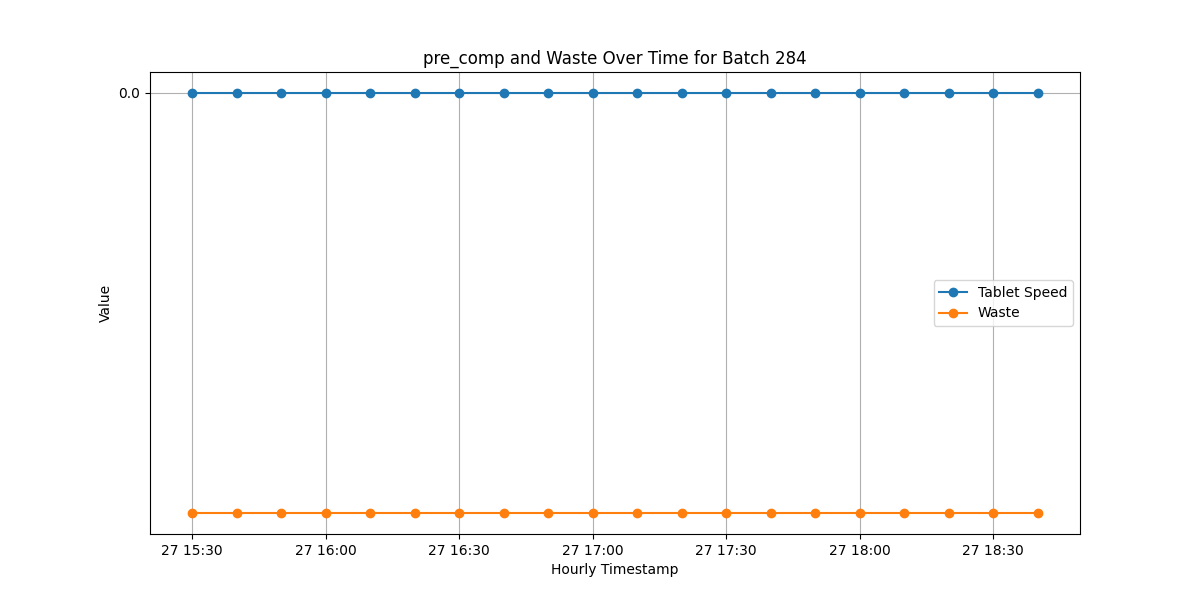 pre_comp and Waste Over Time for Batch 284
0.0
Value
Tablet Speed
Waste
27 15:30 27 16:00 27 16:30 27 17:00 27 17:30 27 18:00 27 18:30
Hourly Timestamp